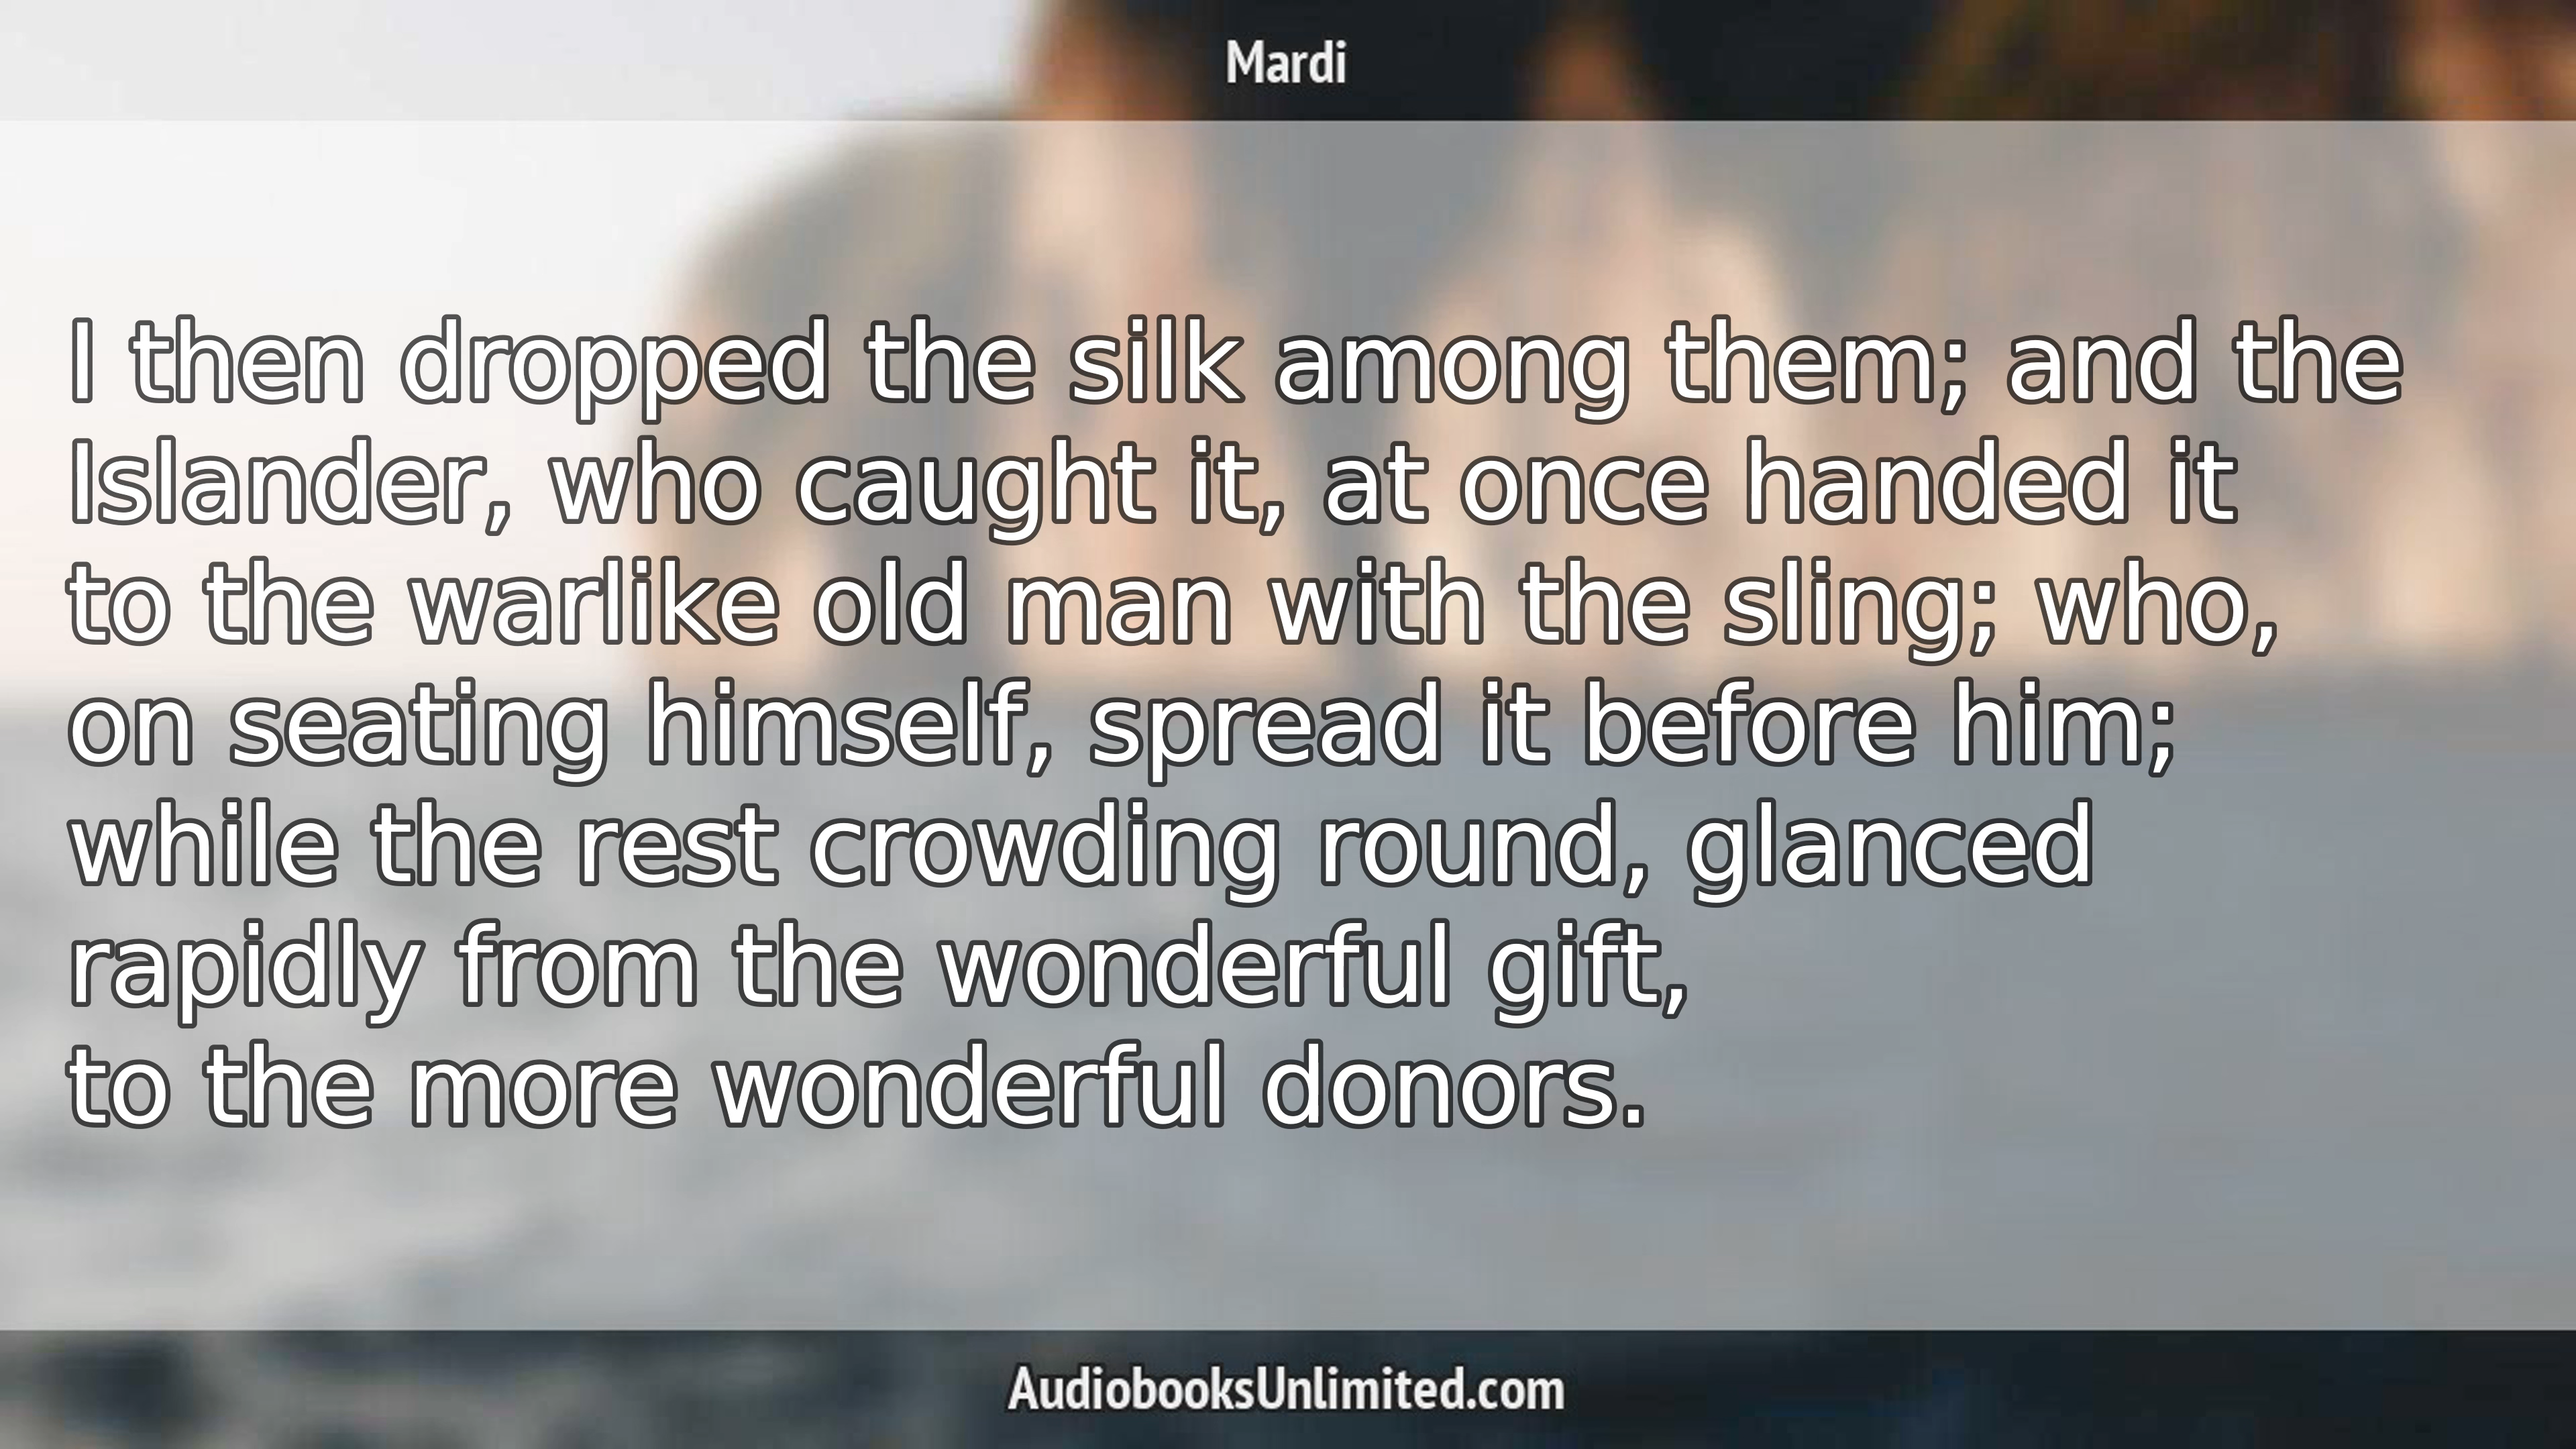 Mardi
I then dropped the silk among them; and the
Islander, who caught it, at once handed it
to the warlike old man with the sling; who,
on seating himself, spread it before him;
while the rest crowding round, glanced
rapidly from the wonderful gift,
to the more wonderful donors.
AudiobooksUnlimited.com